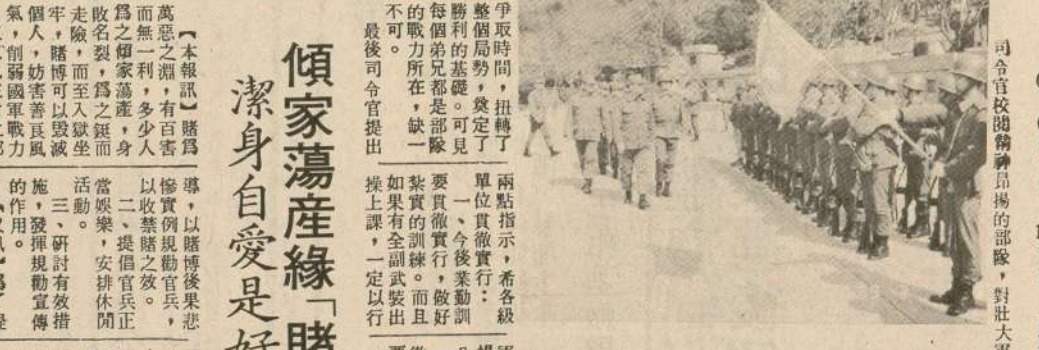 司令官校閱精神昂揚的部隊，對壯大軍
爭取時間，扭轉了
整個局勢，奠定了
勝利的基礎。可見
每個弟兄都是部隊
的戰力所在，缺一
不可。
最後司令官提出
兩點指示，希各級
單位貫徹實行：
一、今後業勤訓
要貫徹實行，做好
紮實的訓練。而且
如果有全副武裝出
操上課，一定以行
傾家蕩產緣「賭
潔身自愛是好
【本報訊】賭爲
萬惡之淵，有百害
而無一利，多少人
爲之傾家蕩產，身
敗名裂，爲之鋌而
走險，而至入獄坐
牢，賭博可以毀滅
個人，妨害善良風
氣，削弱國軍戰力
導，以賭博後果悲
慘實例規勸官兵，
以收禁賭之效。
二、提倡官兵正
當娛樂，安排休閒
活動。
三、研討有效措
施，發揮規勸宣傳
的作用。